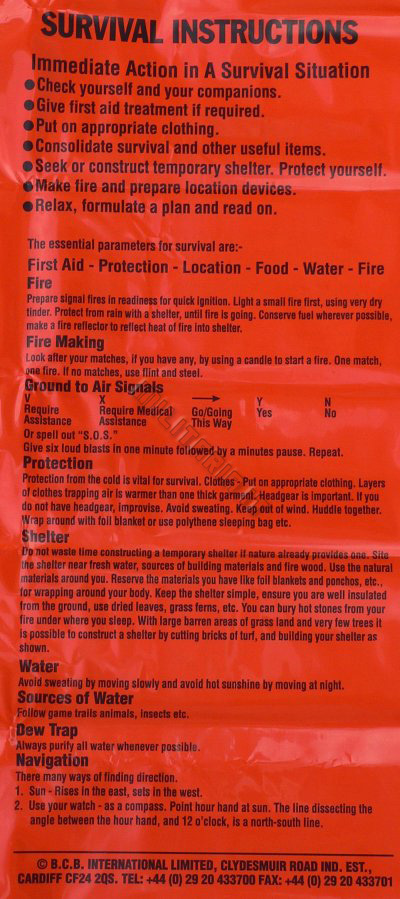 SURVIVAL INSTRUCTIONS
Immediate Action in A Survival Situation
●Check yourself and your companions.
●Give first aid treatment if required.
●Put on appropriate clothing.
●Consolidate survival and other useful items.
●Seek or construct temporary shelter. Protect yourself.
●Make fire and prepare location devices.
●Relax, formulate a plan and read on.
The essential parameters for survival are:-
First Aid - Protection - Location - Food - Water - Fire
Fire
Prepare signal fires in readiness for quick ignition. Light a small fire first, using very dry
tinder. Protect from rain with a shelter, until fire is going. Conserve fuel wherever possible,
make a fire reflector to reflect heat of fire into shelter.
Fire Making
Look after your matches, if you have any, by using a candle to start a fire. One match,
one fire. If no matches, use flint and steel.
Ground to Air Signals
V X → Y N
Require Require Medical Go/Going Yes No
Assistance Assistance This Way
Or spell out “S.O.S.”
Give six loud blasts in one minute followed by a minutes pause. Repeat.
Protection
Protection from the cold is vital for survival. Clothes - Put on appropriate clothing. Layers
of clothes trapping air is warmer than one thick garment. Headgear is important. If you
do not have headgear, improvise. Avoid sweating. Keep out of wind. Huddle together.
Wrap around with foil blanket or use polythene sleeping bag etc.
Shelter
Do not waste time constructing a temporary shelter if nature already provides one. Site
the shelter near fresh water, sources of building materials and fire wood. Use the natural
materials around you. Reserve the materials you have like foil blankets and ponchos, etc.,
for wrapping around your body. Keep the shelter simple, ensure you are well insulated
from the ground, use dried leaves, grass ferns, etc. You can bury hot stones from your
fire under where you sleep. With large barren areas of grass land and very few trees it
is possible to construct a shelter by cutting bricks of turf, and building your shelter as
shown.
Water
Avoid sweating by moving slowly and avoid hot sunshine by moving at night.
Sources of Water
Follow game trails animals, insects etc.
Dew Trap
Always purify all water whenever possible.
Navigation
There many ways of finding direction.
1. Sun - Rises in the east, sets in the west.
2. Use your watch - as a compass. Point hour hand at sun. The line dissecting the
angle between the hour hand, and 12 o'clock, is a north-south line.
© B.C.B. INTERNATIONAL LIMITED, CLYDESMUIR ROAD IND. EST.,
CARDIFF CF24 2QS. TEL: +44 (0) 29 20 433700 FAX: +44 (0) 29 20 433701